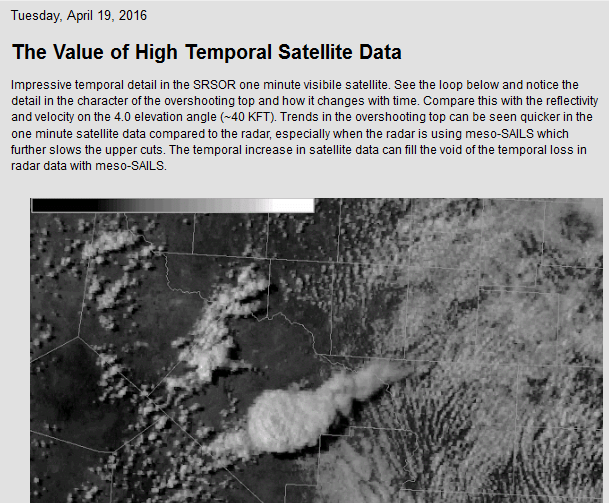 Tuesday, April 19, 2016
The Value of High Temporal Satellite Data
Impressive temporal detail in the SRSOR one minute visibile satellite. See the loop below and notice the
detail in the character of the overshooting top and how it changes with time. Compare this with the reflectivity
and velocity on the 4.0 elevation angle (~40 KFT). Trends in the overshooting top can be seen quicker in the
one minute satellite data compared to the radar, especially when the radar is using meso-SAILS which
further slows the upper cuts. The temporal increase in satellite data can fill the void of the temporal loss in
radar data with meso-SAILS.